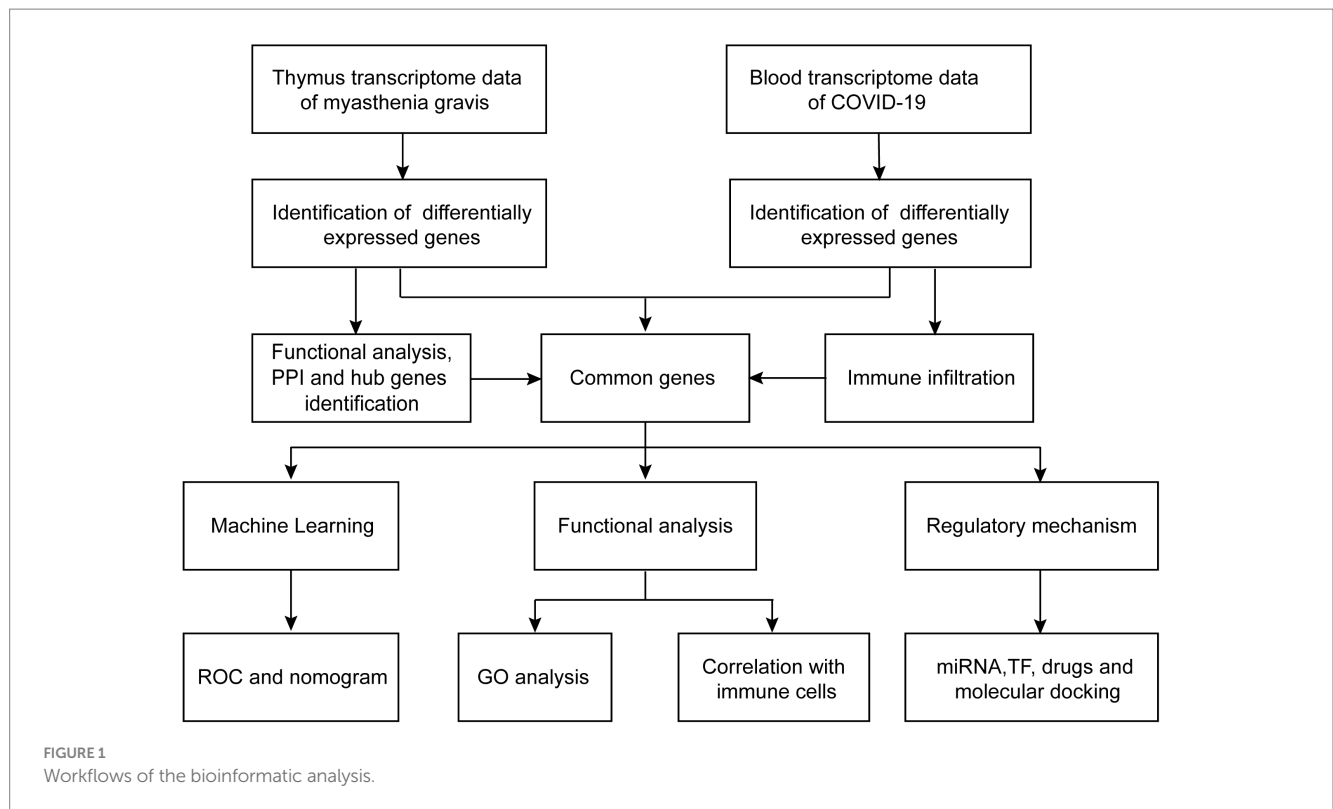 Thymus transcriptome data
of myasthenia gravis
Blood transcriptome data
of COVID-19
Identification of differentially
expressed genes
Identification of differentially
expressed genes
Functional analysis,
PPI and hub genes
identification
Common genes
Immune infiltration
Machine Learning
Functional analysis
Regulatory mechanism
ROC and nomogram
GO analysis
Correlation with
immune cells
miRNA,TF, drugs and
molecular docking
FIGURE 1
Workflows of the bioinformatic analysis.